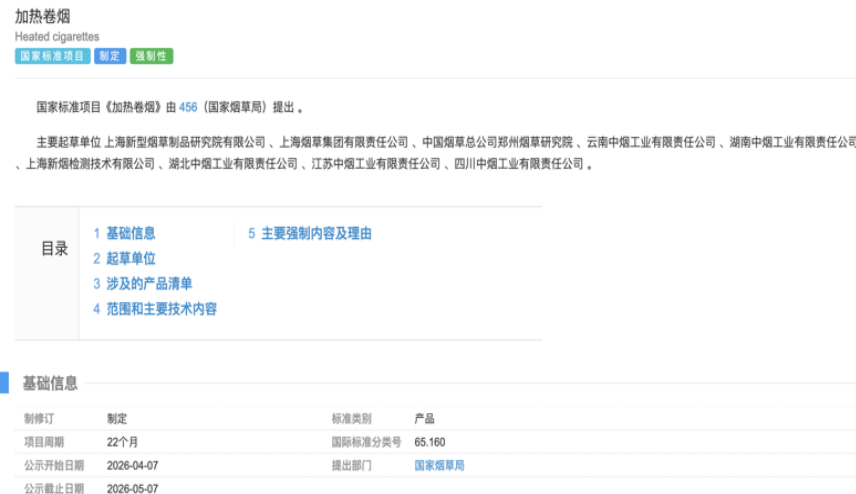 加热卷烟
Heated cigarettes
国家标准项目 制定 强制性
国家标准项目《加热卷烟》由 456（国家烟草局）提出 。
主要起草单位 上海新型烟草制品研究院有限公司 、上海烟草集团有限责任公司 、中国烟草总公司郑州烟草研究院 、云南中烟工业有限责任公司 、湖南中烟工业有限责任公司
、上海新烟检测技术有限公司 、湖北中烟工业有限责任公司 、江苏中烟工业有限责任公司 、四川中烟工业有限责任公司 。
目录
1 基础信息
2 起草单位
3 涉及的产品清单
4 范围和主要技术内容
5 主要强制内容及理由
基础信息
制修订 制定 标准类别 产品
项目周期 22个月 国际标准分类号 65.160
公示开始日期 2026-04-07 提出部门 国家烟草局
公示截止日期 2026-05-07